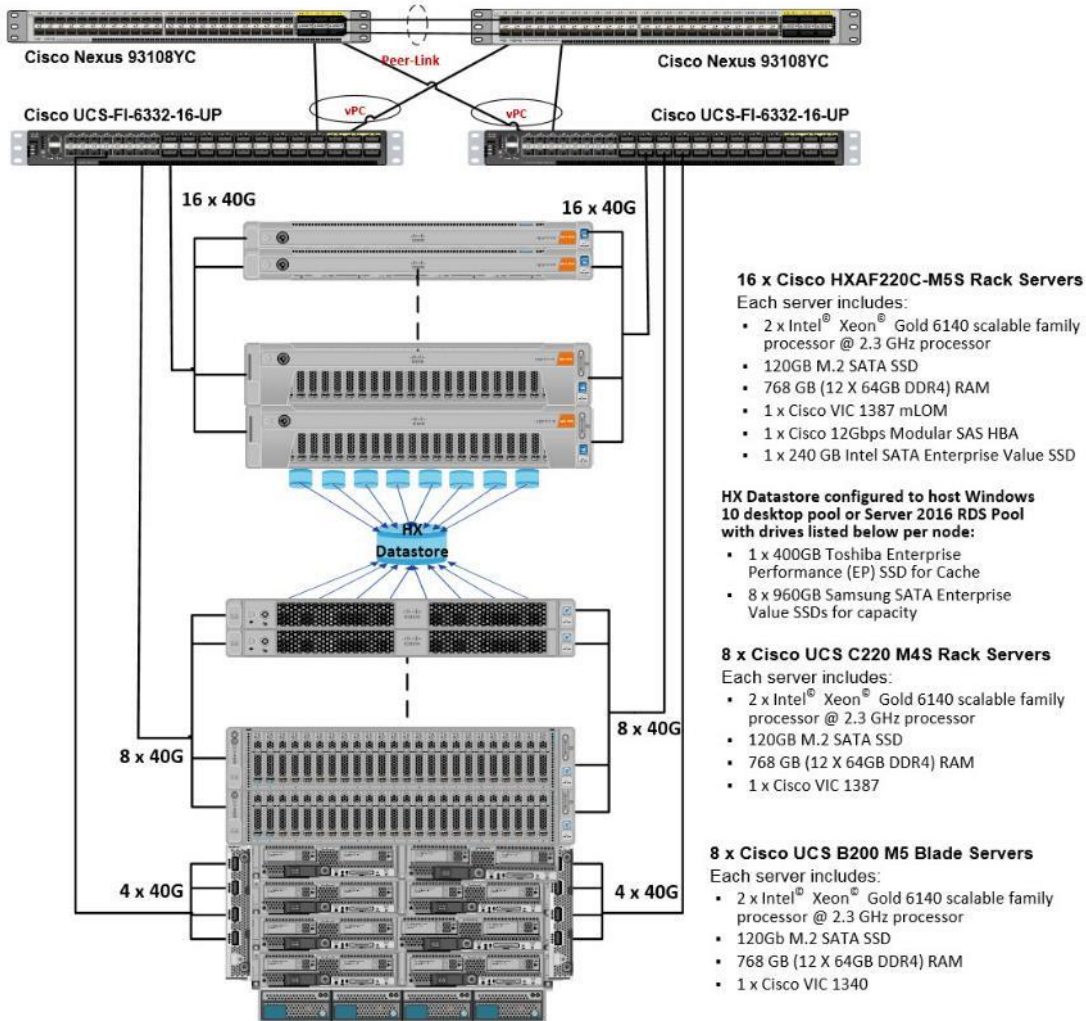 Cisco Nexus 93108YC
Peer-Link
Cisco Nexus 93108YC
Cisco UCS-FI-6332-16-UP
vPC
vPC
Cisco UCS-FI-6332-16-UP
16 x 40G
16 x 40G
16 x Cisco HXAF220C-M5S Rack Servers
Each server includes:
▪ 2 x Intel® Xeon® Gold 6140 scalable family
processor @ 2.3 GHz processor
▪ 120GB M.2 SATA SSD
▪ 768 GB (12 X 64GB DDR4) RAM
▪ 1 x Cisco VIC 1387 mLOM
▪ 1 x Cisco 12Gbps Modular SAS HBA
▪ 1 x 240 GB Intel SATA Enterprise Value SSD
HX Datastore configured to host Windows
10 desktop pool or Server 2016 RDS Pool
with drives listed below per node:
▪ 1 x 400GB Toshiba Enterprise
Performance (EP) SSD for Cache
▪ 8 x 960GB Samsung SATA Enterprise
Value SSDs for capacity
HX
Datastore
8 x Cisco UCS C220 M4S Rack Servers
Each server includes:
▪ 2 x Intel® Xeon® Gold 6140 scalable family
processor @ 2.3 GHz processor
▪ 120GB M.2 SATA SSD
▪ 768 GB (12 X 64GB DDR4) RAM
▪ 1 x Cisco VIC 1387
8 x 40G
8 x 40G
8 x Cisco UCS B200 M5 Blade Servers
Each server includes:
▪ 2 x Intel® Xeon® Gold 6140 scalable family
processor @ 2.3 GHz processor
▪ 120Gb M.2 SATA SSD
▪ 768 GB (12 X 64GB DDR4) RAM
▪ 1 x Cisco VIC 1340
4 x 40G
4 x 40G